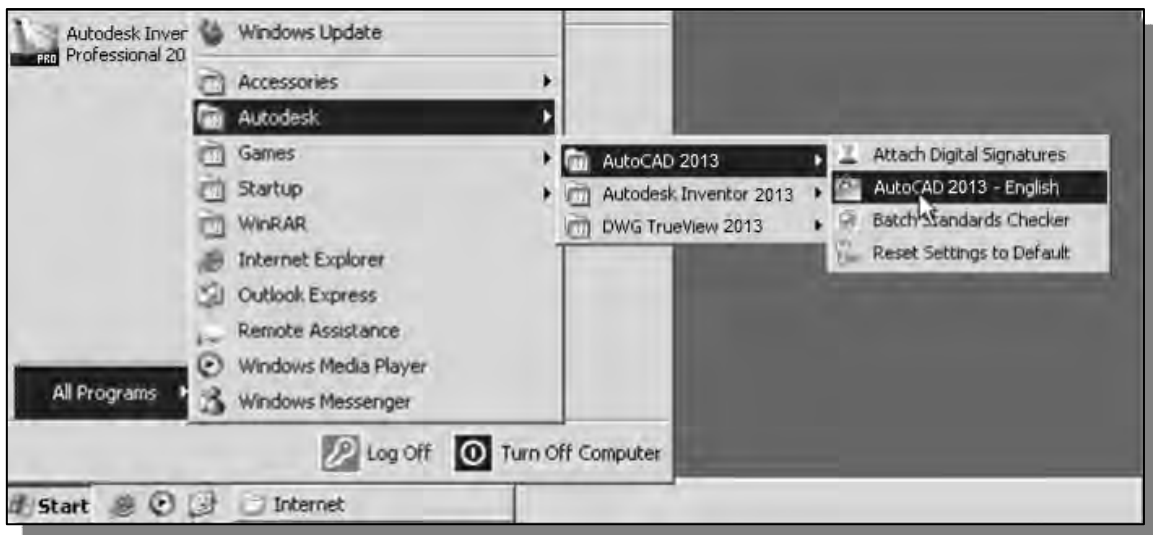 Autodesk Inver
Professional 20
PRO
Windows Update
Accessories
Autodesk
Games
Startup
WinRAR
Internet Explorer
Outlook Express
Remote Assistance
Windows Media Player
Windows Messenger
AutoCAD 2013
Autodesk Inventor 2013
DWG TrueView 2013
Attach Digital Signatures
AutoCAD 2013 - English
Batch Standards Checker
Reset Settings to Default
All Programs
Log Off
Turn Off Computer
Start
Internet